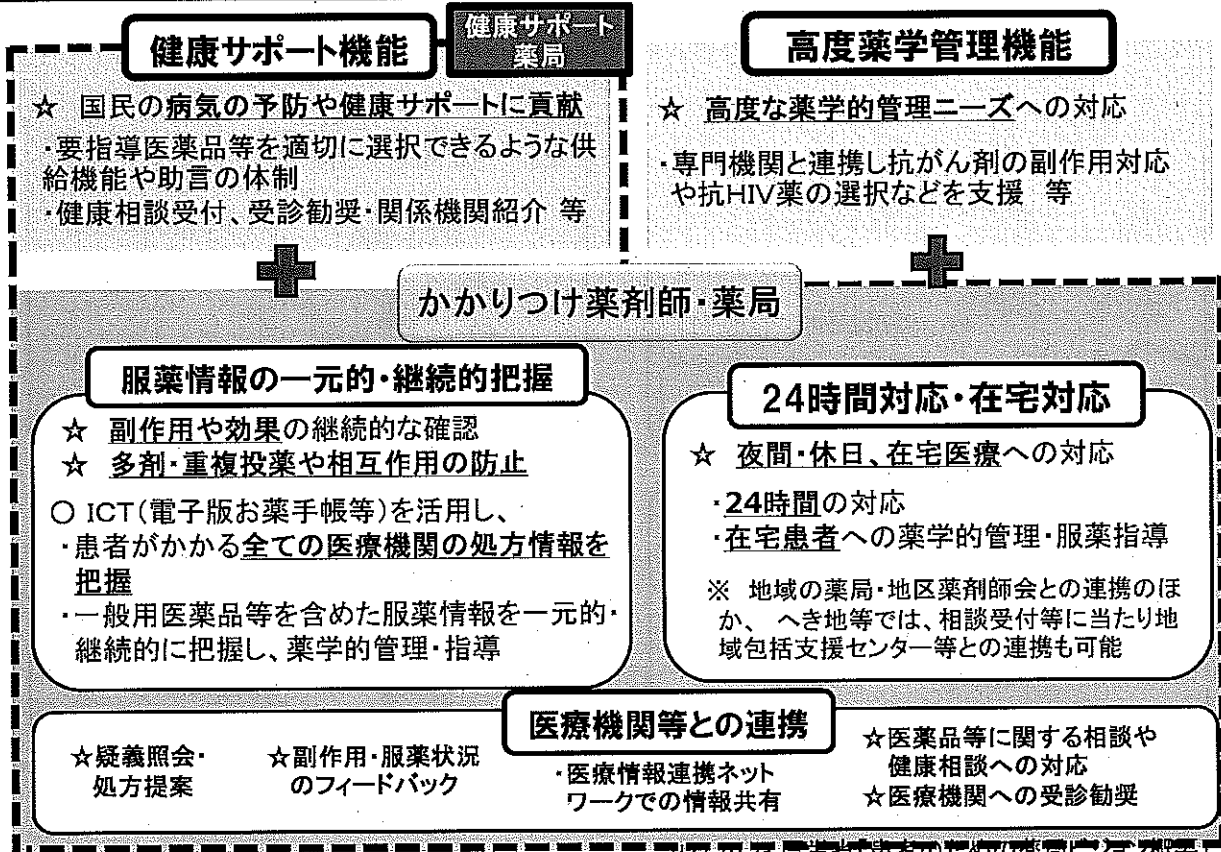 健康サポート機能
健康サポート
薬局
☆ 国民の病気の予防や健康サポートに貢献
・要指導医薬品等を適切に選択できるような供
給機能や助言の体制
・健康相談受付、受診勧奨・関係機関紹介 等
高度薬学管理機能
☆ 高度な薬学的管理ニーズへの対応
・専門機関と連携し抗がん剤の副作用対応
や抗HIV薬の選択などを支援 等
かかりつけ薬剤師・薬局
服薬情報の一元的・継続的把握
☆ 副作用や効果の継続的な確認
☆ 多剤・重複投薬や相互作用の防止
○ ICT(電子版お薬手帳等)を活用し、
・患者がかかる全ての医療機関の処方情報を
把握
・一般用医薬品等を含めた服薬情報を一元的・
継続的に把握し、薬学的管理・指導
24時間対応・在宅対応
☆ 夜間・休日、在宅医療への対応
・24時間の対応
・在宅患者への薬学的管理・服薬指導
※ 地域の薬局・地区薬剤師会との連携のほ
か、 へき地等では、相談受付等に当たり地
域包括支援センター等との連携も可能
医療機関等との連携
☆疑義照会・
処方提案
☆副作用・服薬状況
のフィードバック
・医療情報連携ネット
ワークでの情報共有
☆医薬品等に関する相談や
健康相談への対応
☆医療機関への受診勧奨